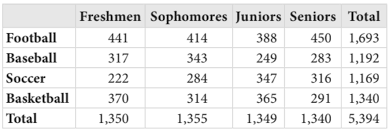 Freshmen Sophomores Juniors Seniors Total
Football 441 414 388 450 1,693
Baseball 317 343 249 283 1,192
Soccer 222 284 347 316 1,169
Basketball 370 314 365 291 1,340
Total 1,350 1,355 1,349 1,340 5,394